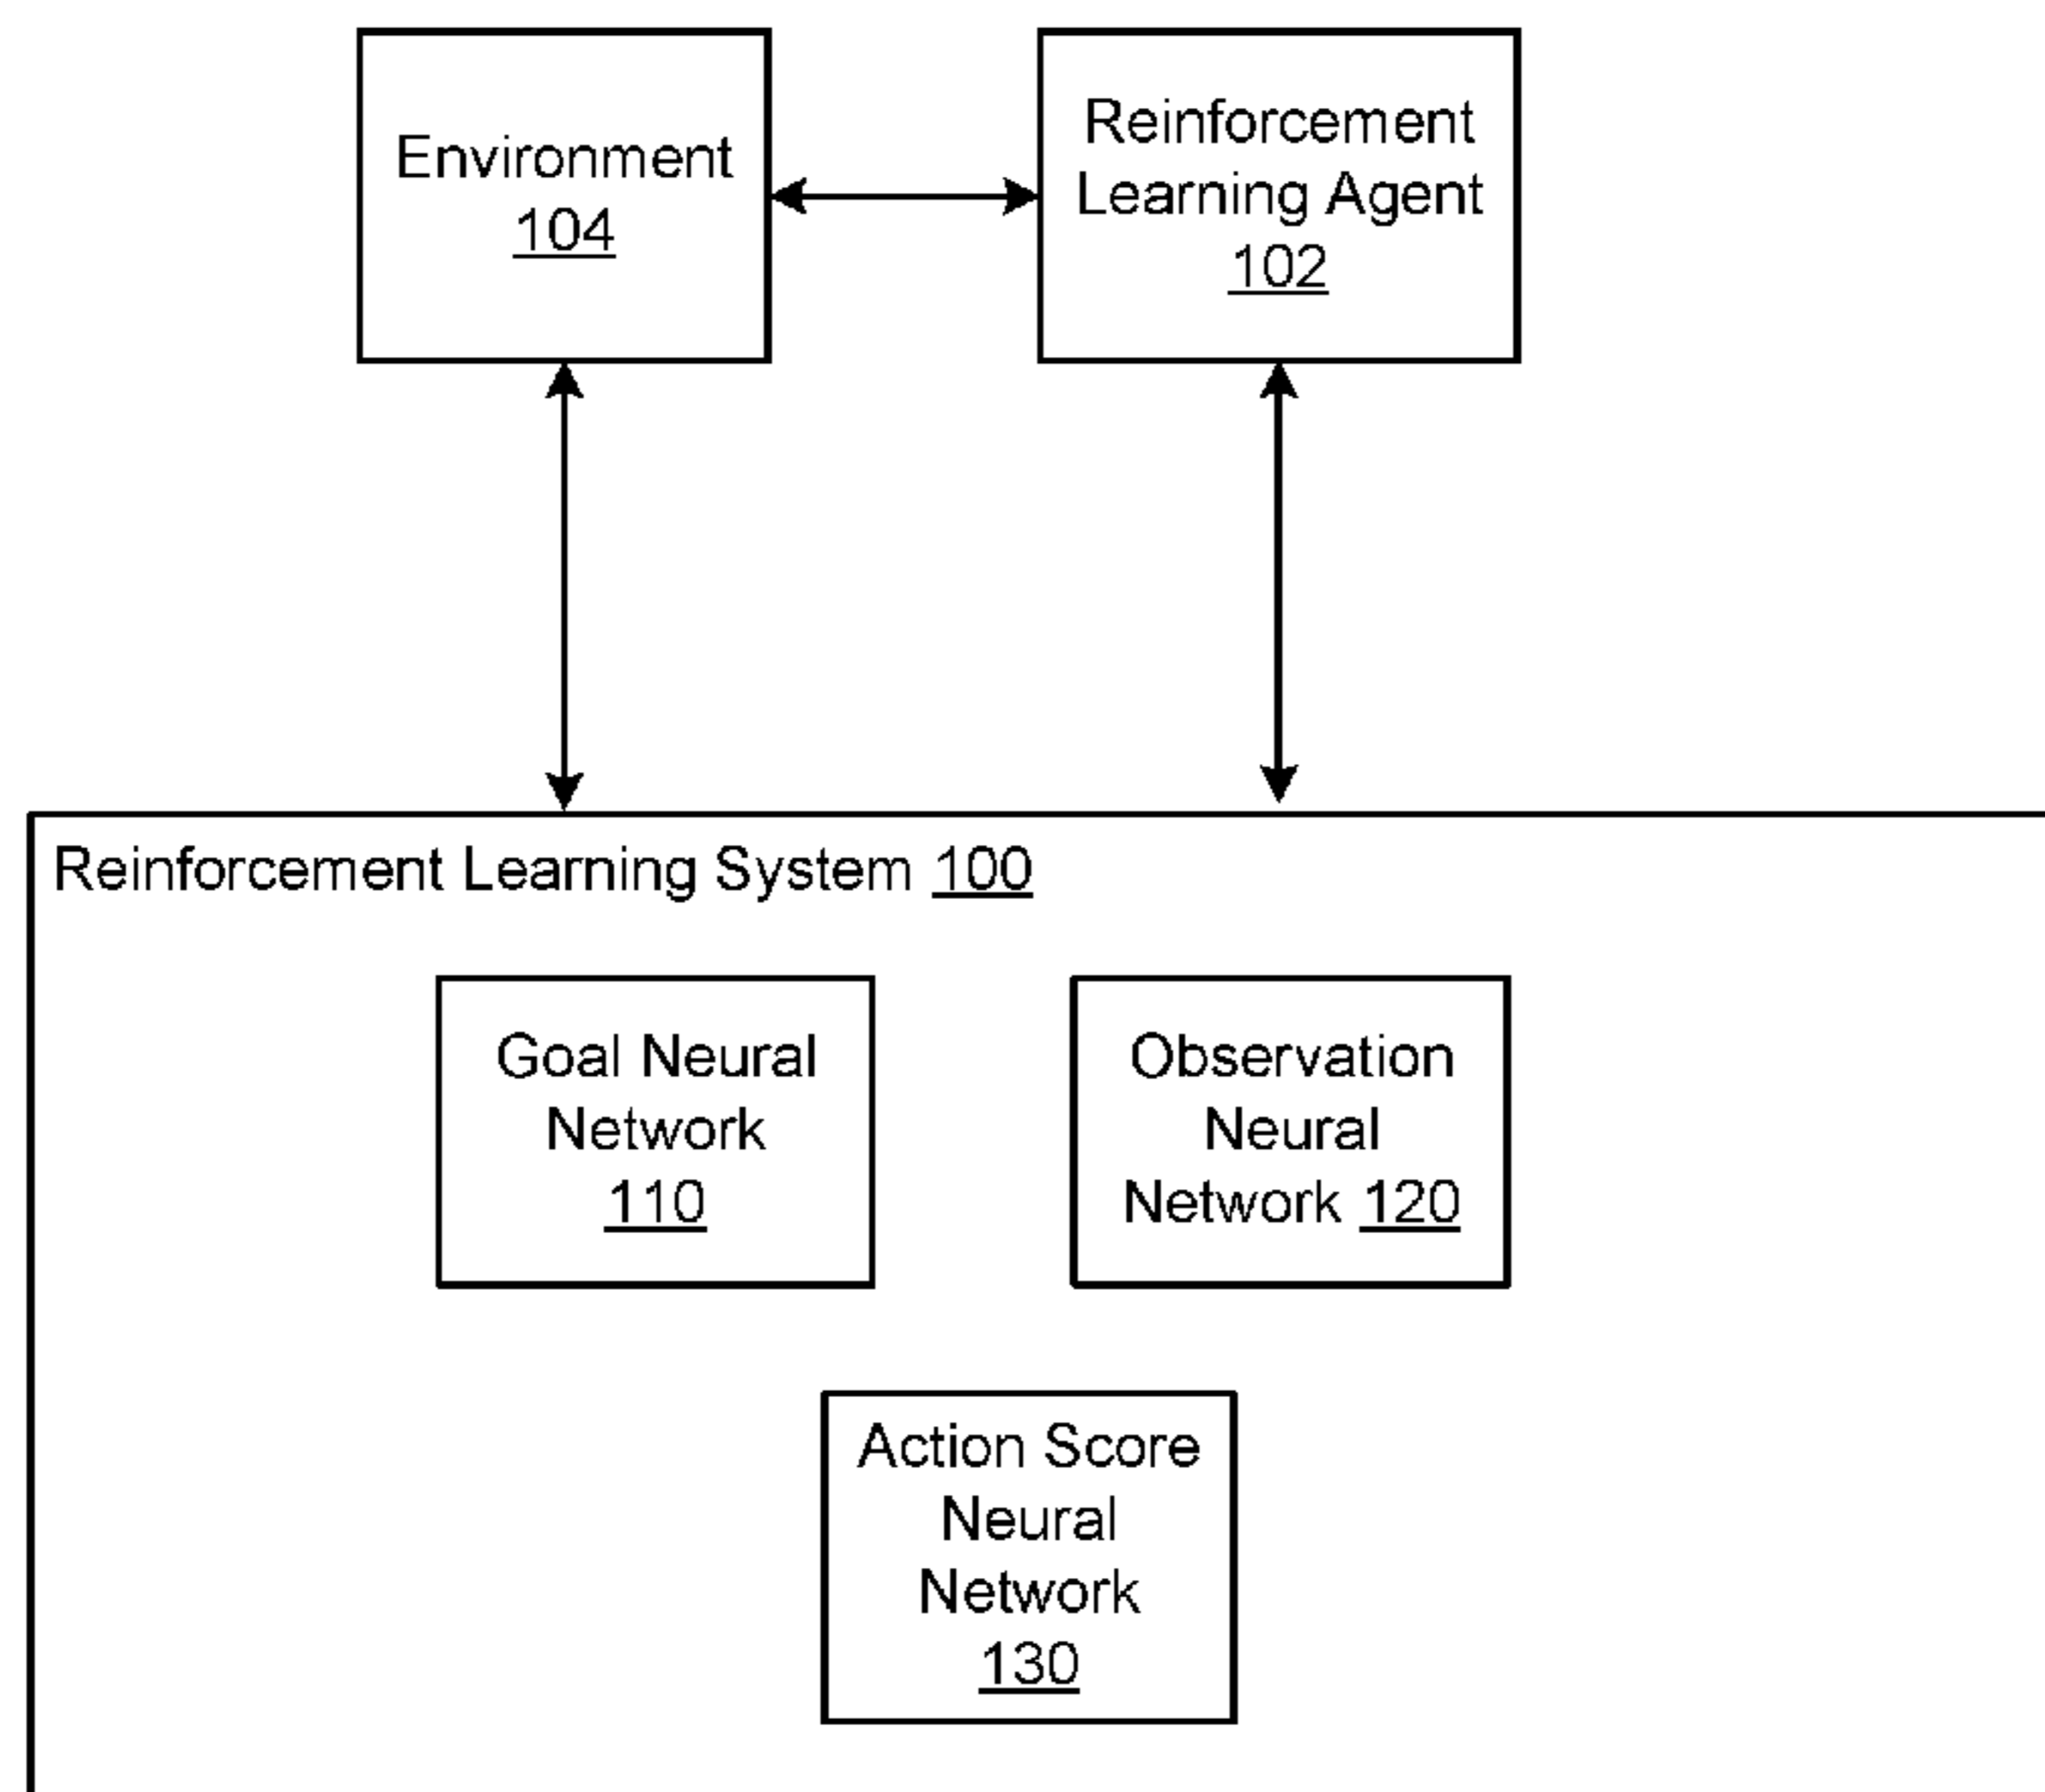 Environment
104
Reinforcement
Learning Agent
102
Reinforcement Learning System 100
Goal Neural
Network
110
Observation
Neural
Network 120
Action Score
Neural
Network
130